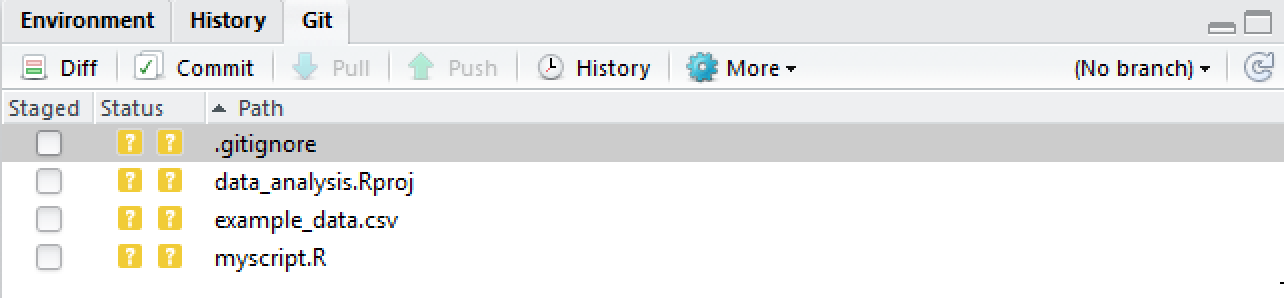 Environment History Git
Diff Commit Pull Push History More (No branch)
Staged Status Path
? ? .gitignore
? ? data_analysis.Rproj
? ? example_data.csv
? ? myscript.R